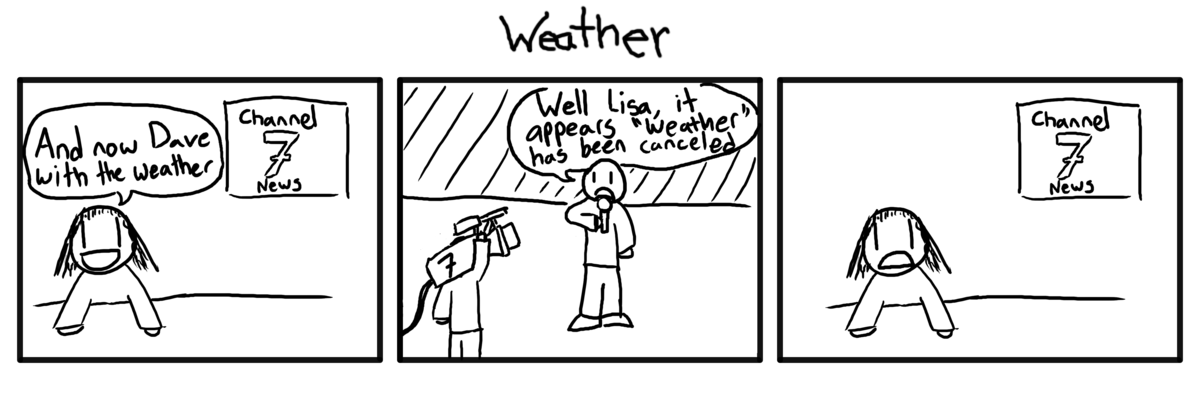 Weather
And now Dave
with the weather
Channel
7
News
Well Lisa, it
appears "Weather"
has been canceled
7
Channel
7
News